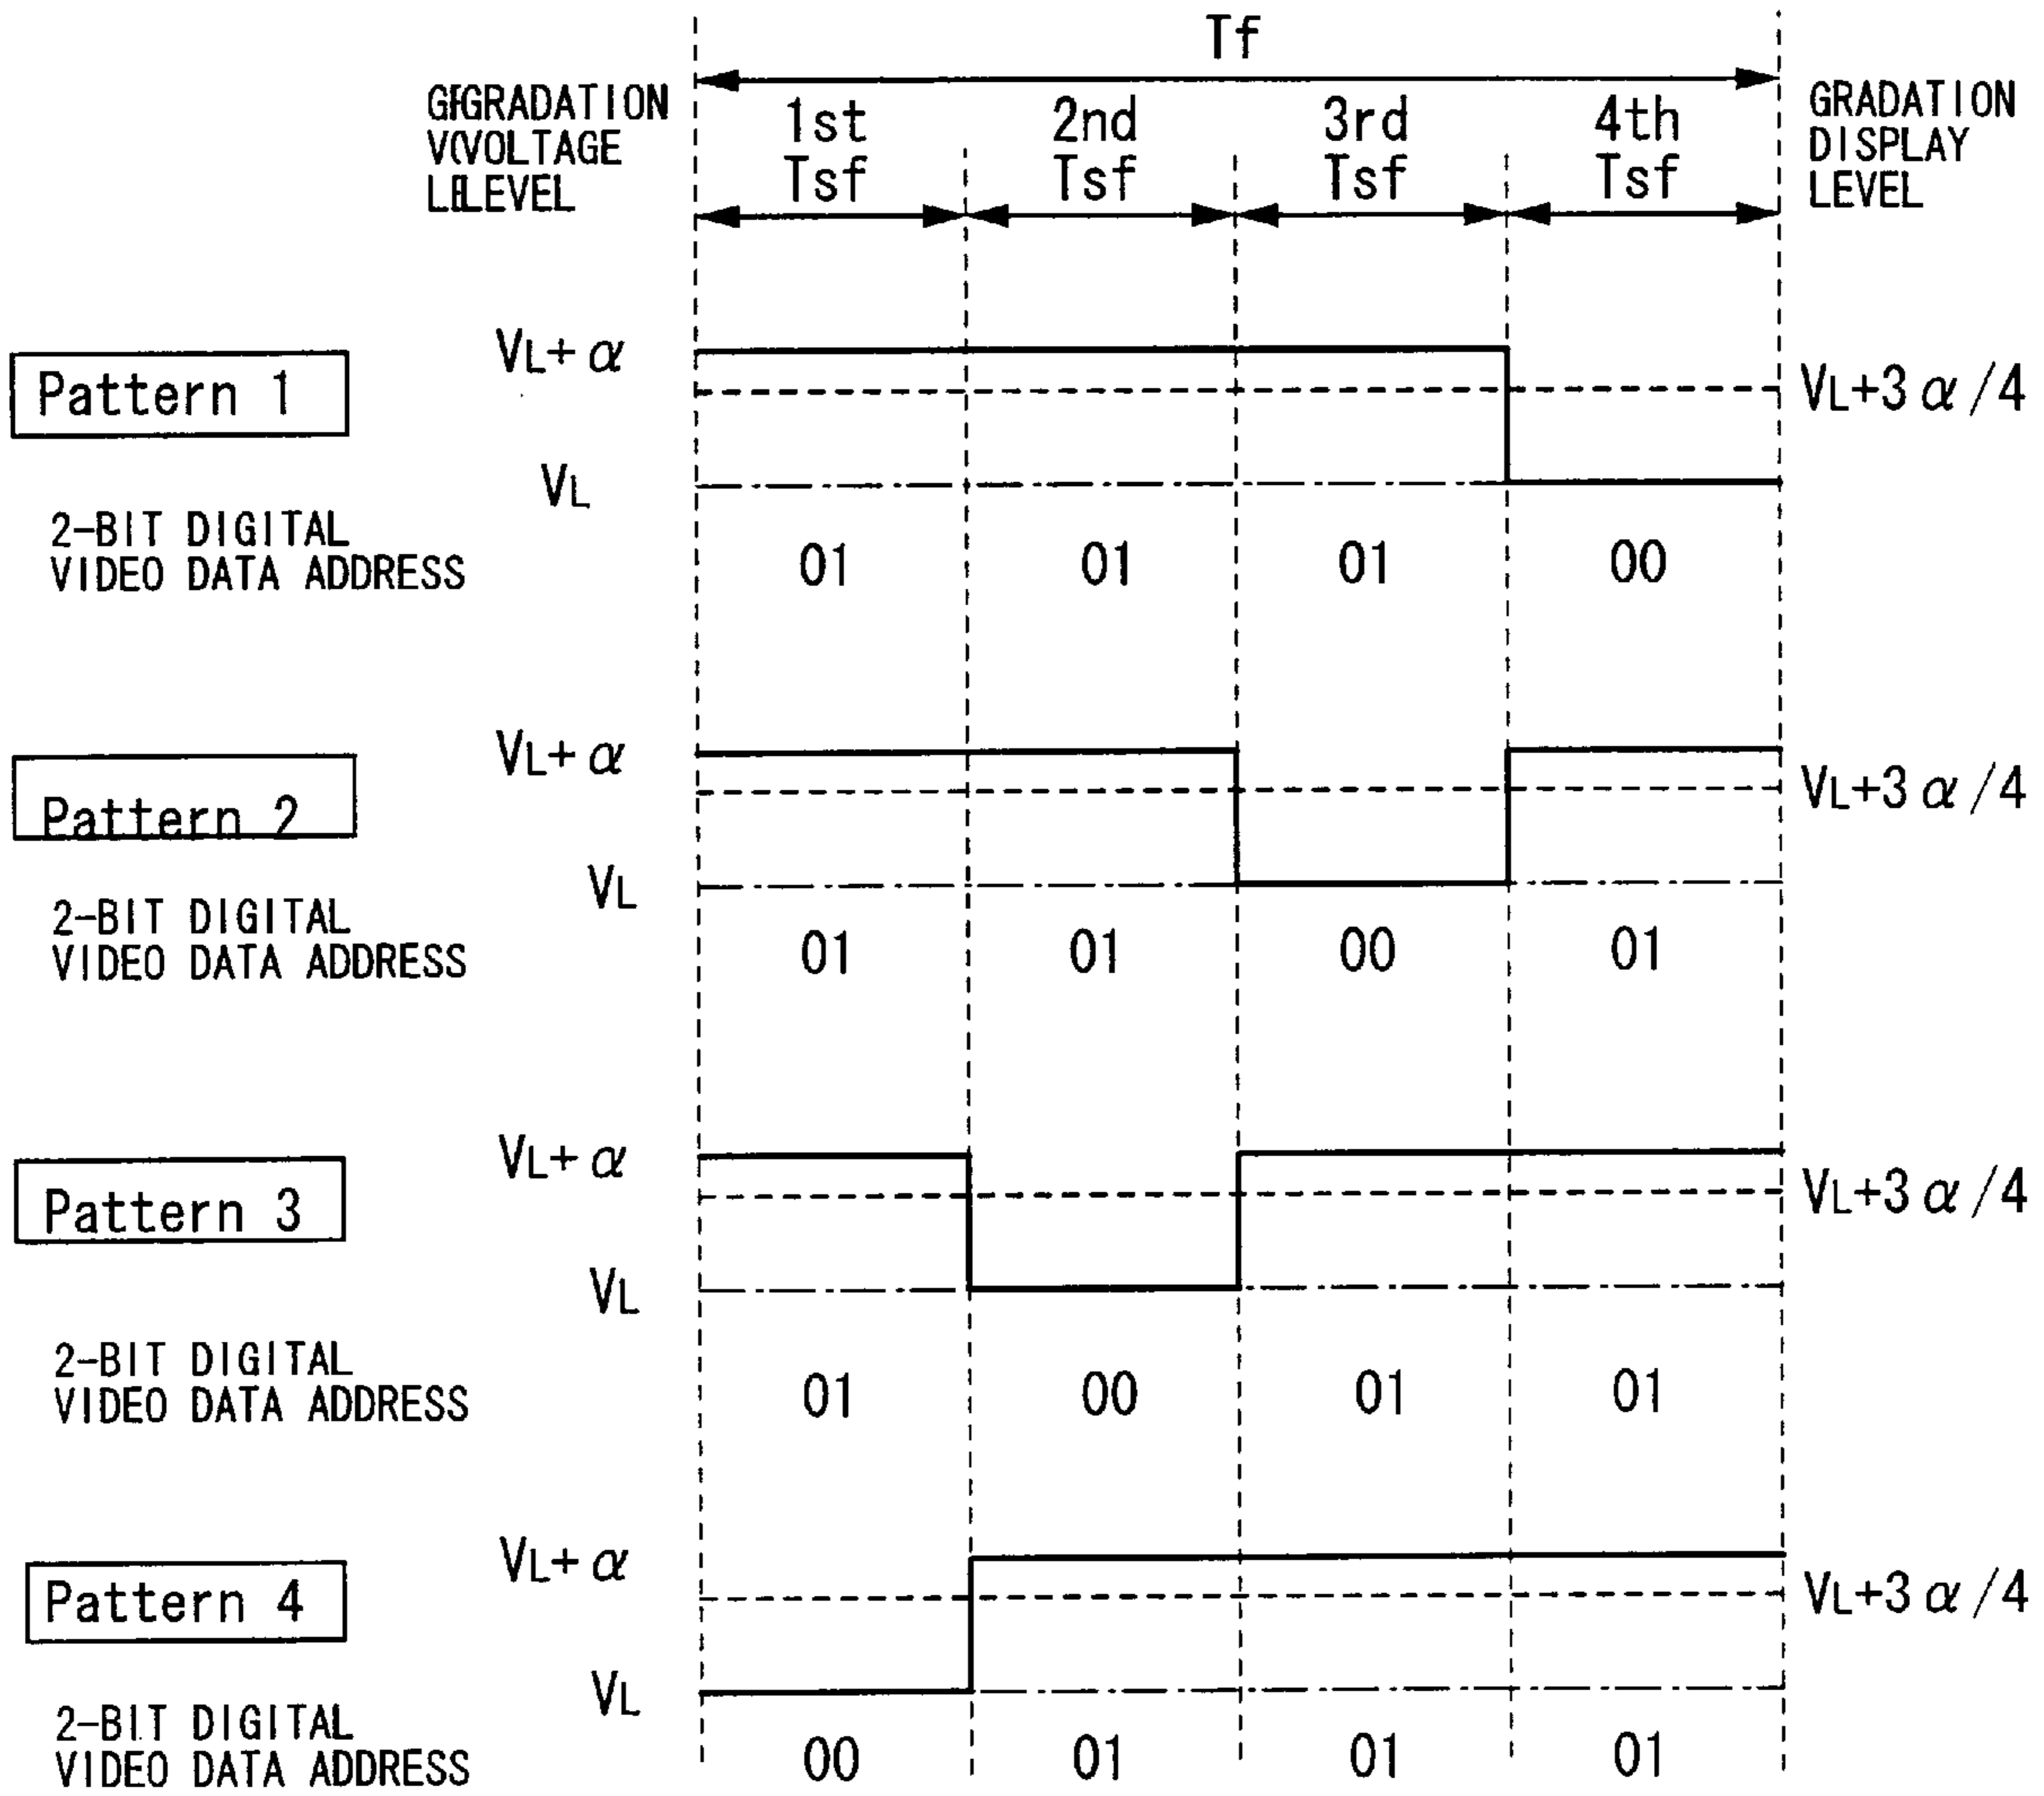 Tf
GFGRADATION
V(VOLTAGE
LELEVEL
1st
Tsf
2nd
Tsf
3rd
Tsf
4th
Tsf
GRADATION
DISPLAY
LEVEL
Pattern 1
VL+α
VL+3α/4
VL
2-BIT DIGITAL
VIDEO DATA ADDRESS
01 01 01 00
Pattern 2
VL+α
VL+3α/4
VL
2-BIT DIGITAL
VIDEO DATA ADDRESS
01 01 00 01
Pattern 3
VL+α
VL+3α/4
VL
2-BIT DIGITAL
VIDEO DATA ADDRESS
01 00 01 01
Pattern 4
VL+α
VL+3α/4
VL
2-BIT DIGITAL
VIDEO DATA ADDRESS
00 01 01 01